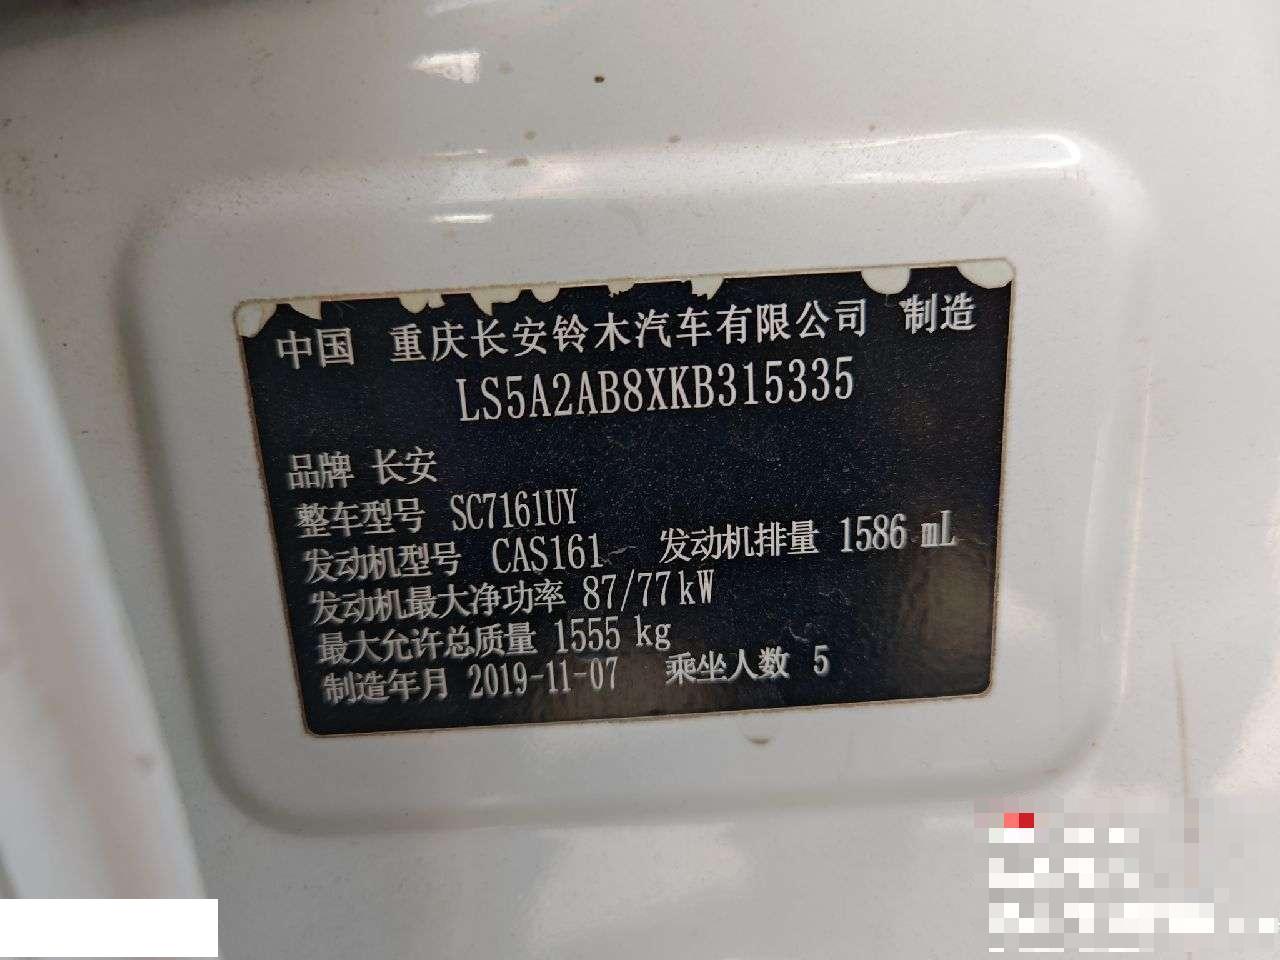 中国 重庆长安铃木汽车有限公司 制造
LS5A2AB8XKB315335
品牌 长安
整车型号 SC7161UY
发动机型号 CAS161 发动机排量 1586 mL
发动机最大净功率 87/77kW
最大允许总质量 1555 kg
制造年月 2019-11-07 乘坐人数 5